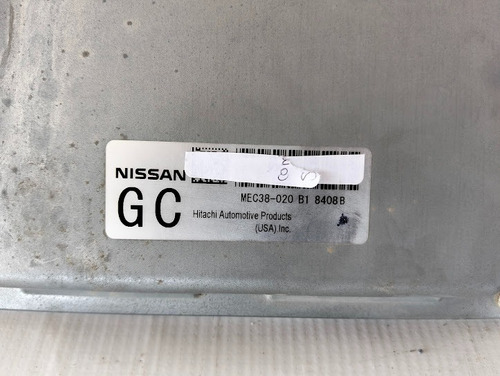 NISSAN
GC
MEC38-020 B1 8408B
Hitachi Automotive Products
(USA).Inc.